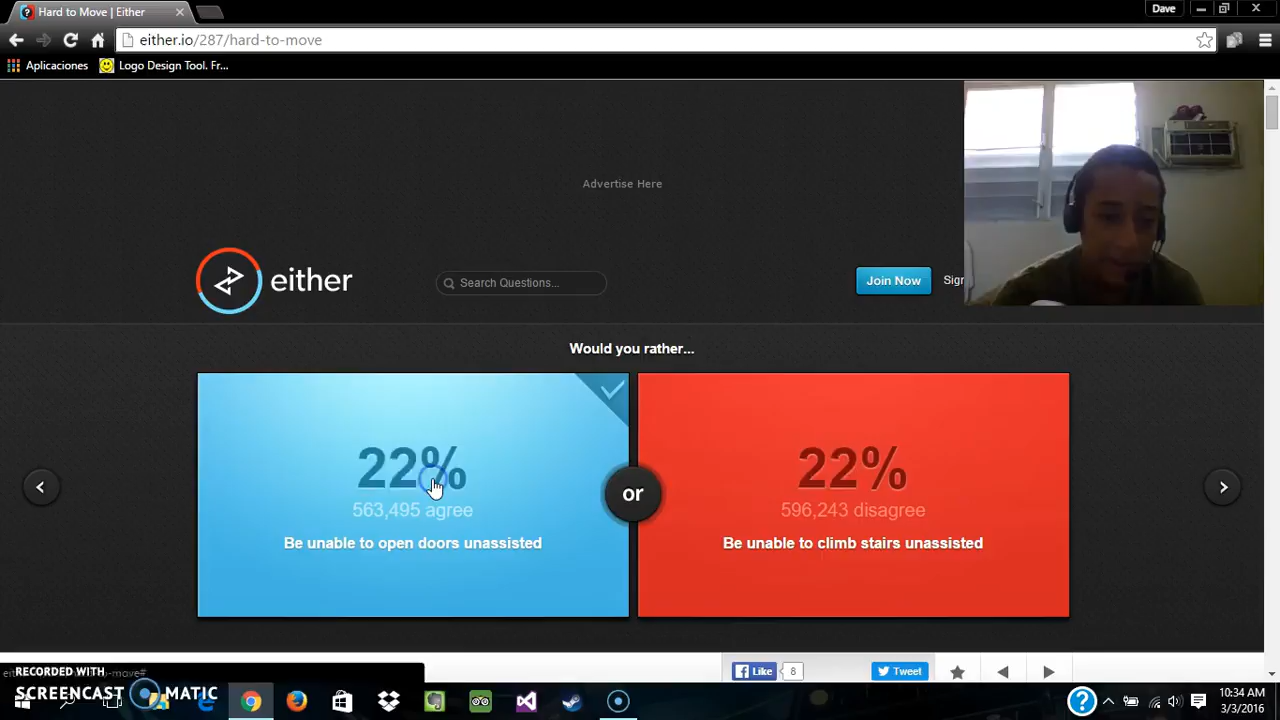 Hard to Move | Either
Dave
either.io/287/hard-to-move
Aplicaciones
Logo Design Tool. Fr...
Advertise Here
either
Search Questions...
Join Now
Sign
Would you rather...
22%
563,495 agree
Be unable to open doors unassisted
or
22%
596,243 disagree
Be unable to climb stairs unassisted
Like
8
Tweet
RECORDED WITH
SCREENCAST MATIC
10:34 AM
3/3/2016